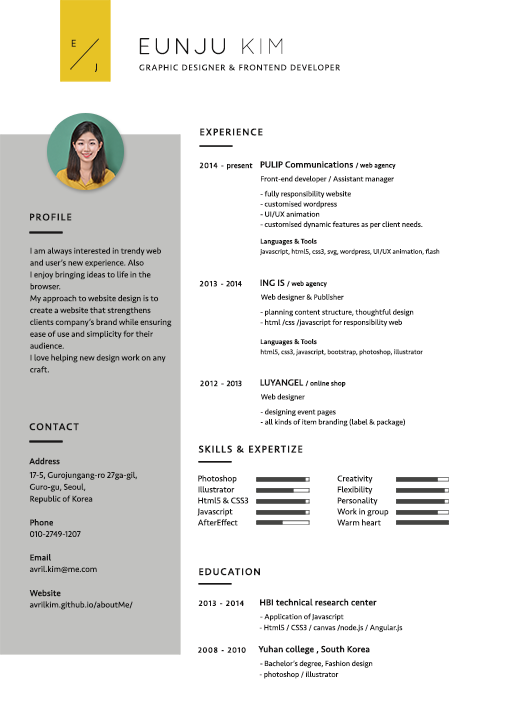 E
J
EUNJU KIM
GRAPHIC DESIGNER & FRONTEND DEVELOPER
PROFILE
I am always interested in trendy web
and user's new experience. Also
I enjoy bringing ideas to life in the
browser.
My approach to website design is to
create a website that strengthens
clients company's brand while ensuring
ease of use and simplicity for their
audience.
I love helping new design work on any
craft.
CONTACT
Address
17-5, Gurojungang-ro 27ga-gil,
Guro-gu, Seoul,
Republic of Korea
Phone
010-2749-1207
Email
avril.kim@me.com
Website
avrilkim.github.io/aboutMe/
EXPERIENCE
2014 - present PULIP Communications / web agency
Front-end developer / Assistant manager
- fully responsibility website
- customised wordpress
- UI/UX animation
- customised dynamic features as per client needs.
Languages & Tools
javascript, html5, css3, svg, wordpress, UI/UX animation, flash
2013 - 2014 ING IS / web agency
Web designer & Publisher
- planning content structure, thoughtful design
- html /css /javascript for responsibility web
Languages & Tools
html5, css3, javascript, bootstrap, photoshop, illustrator
2012 - 2013 LUYANGEL / online shop
Web designer
- designing event pages
- all kinds of item branding (label & package)
SKILLS & EXPERTIZE
Photoshop Creativity
Illustrator Flexibility
Html5 & CSS3 Personality
Javascript Work in group
AfterEffect Warm heart
EDUCATION
2013 - 2014 HBI technical research center
- Application of Javascript
- Html5 / CSS3 / canvas /node.js / Angular.js
2008 - 2010 Yuhan college , South Korea
- Bachelor's degree, Fashion design
- photoshop / illustrator